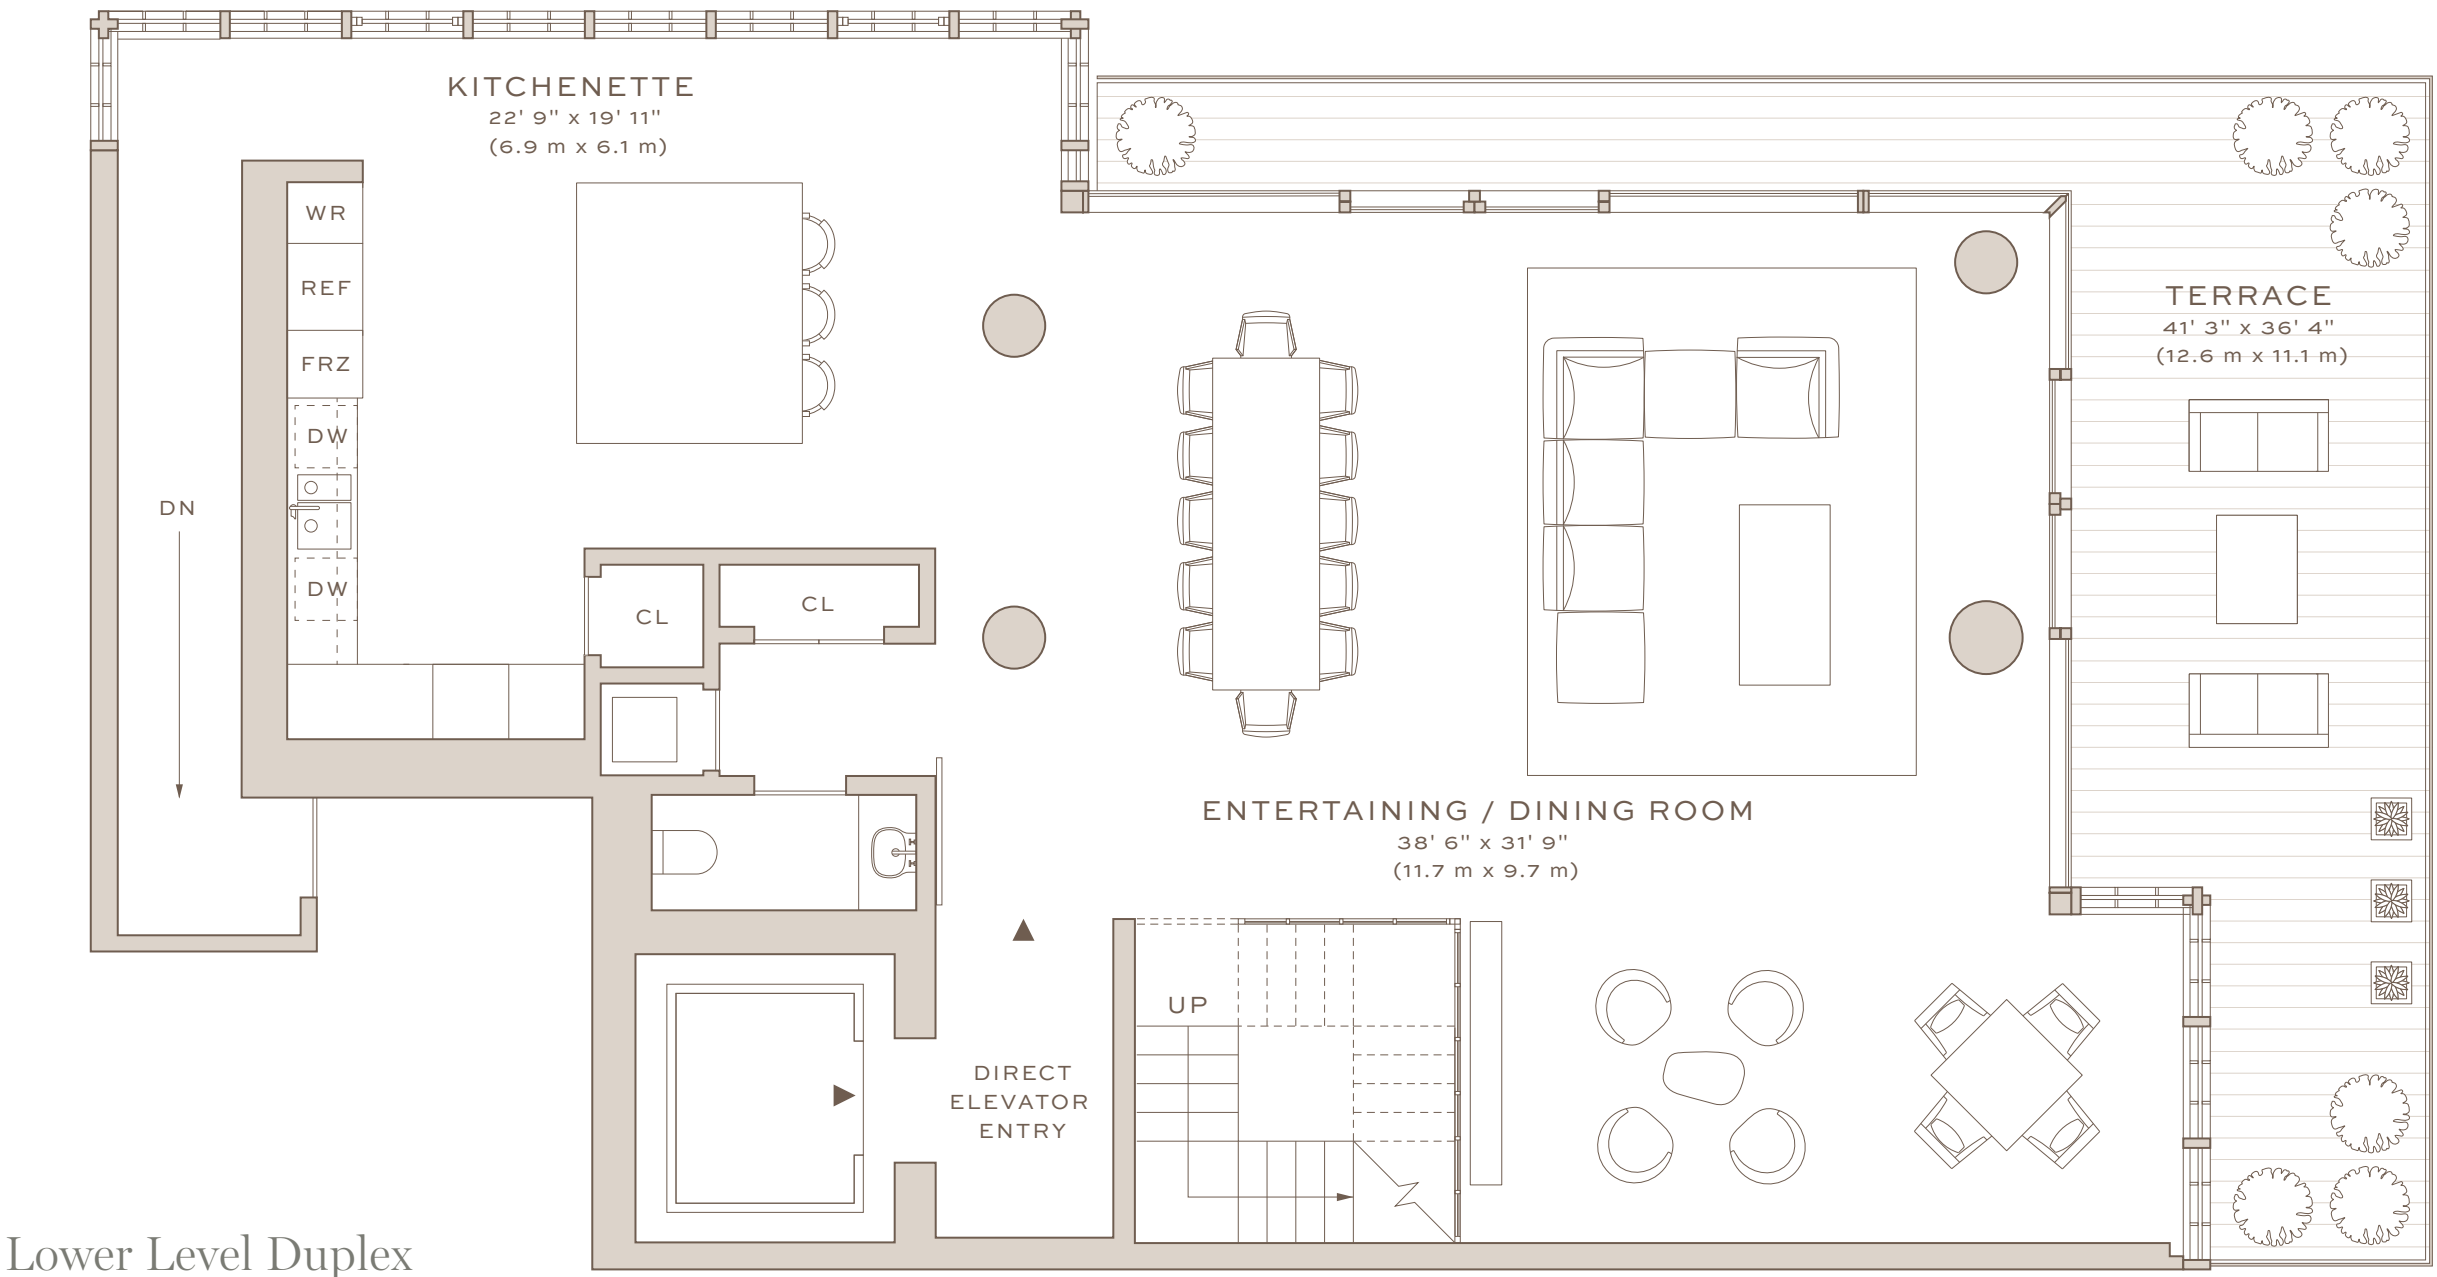 KITCHENETTE
22' 9" x 19' 11"
(6.9 m x 6.1 m)
WR
REF
FRZ
DW
DW
DN
CL
CL
TERRACE
41' 3" x 36' 4"
(12.6 m x 11.1 m)
ENTERTAINING / DINING ROOM
38' 6" x 31' 9"
(11.7 m x 9.7 m)
UP
DIRECT
ELEVATOR
ENTRY
Lower Level Duplex